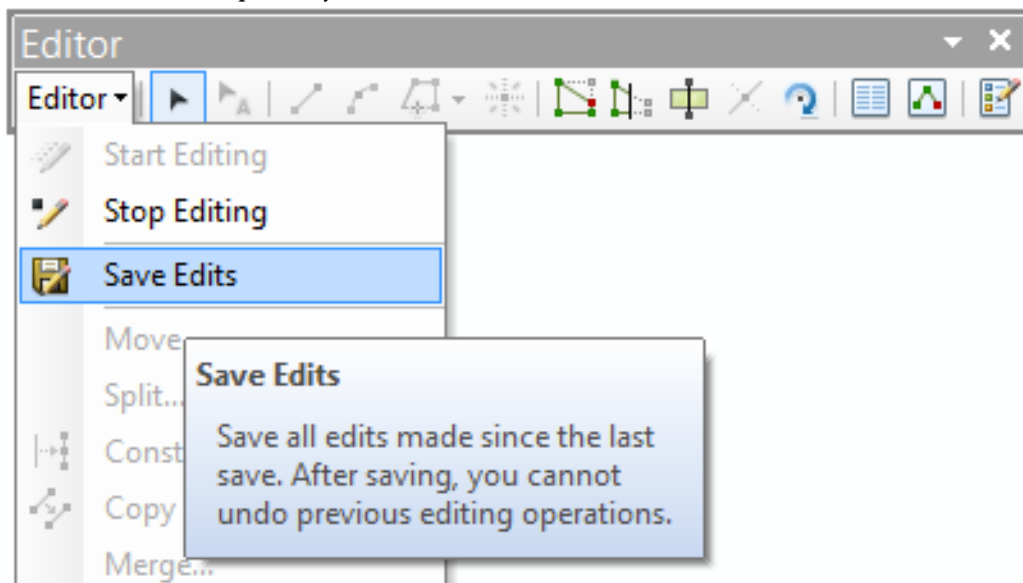 Editor
Editor
Start Editing
Stop Editing
Save Edits
Move
Save Edits
Split...
Save all edits made since the last
save. After saving, you cannot
undo previous editing operations.
Const
Copy
Merge...